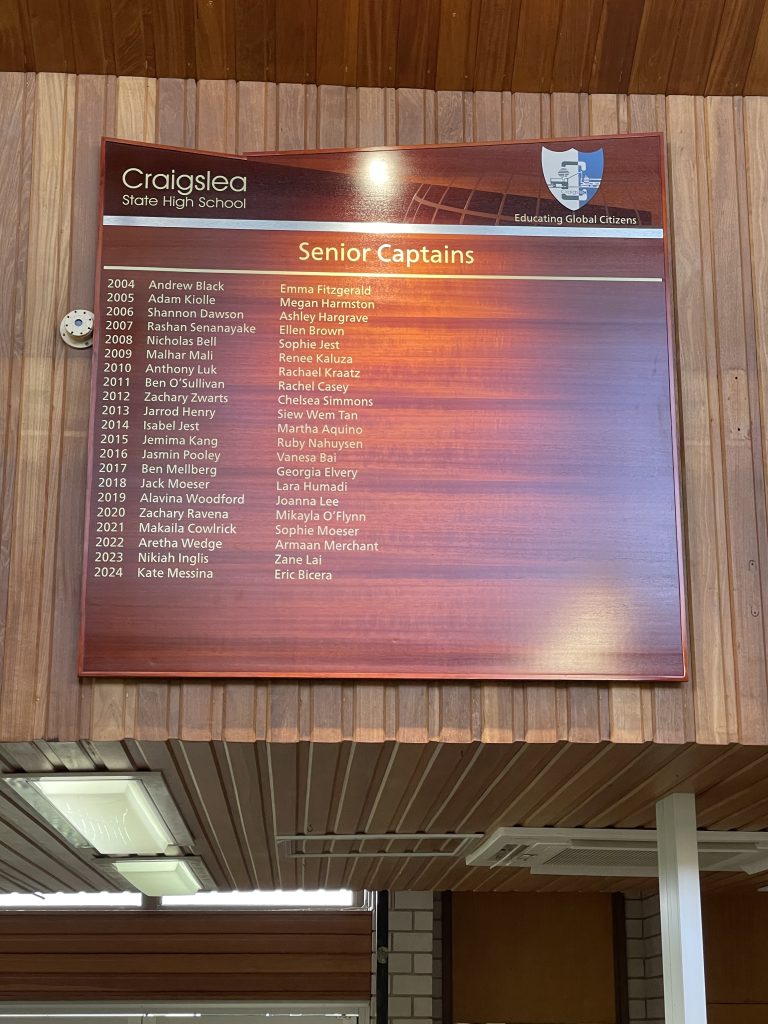 Craigslea
State High School
Educating Global Citizens
Senior Captains
2004 Andrew Black Emma Fitzgerald
2005 Adam Kiolle Megan Harmston
2006 Shannon Dawson Ashley Hargrave
2007 Rashan Senanayake Ellen Brown
2008 Nicholas Bell Sophie Jest
2009 Malhar Mali Renee Kaluza
2010 Anthony Luk Rachael Kraatz
2011 Ben O'Sullivan Rachel Casey
2012 Zachary Zwarts Chelsea Simmons
2013 Jarrod Henry Siew Wem Tan
2014 Isabel Jest Martha Aquino
2015 Jemima Kang Ruby Nahuysen
2016 Jasmin Pooley Vanesa Bai
2017 Ben Mellberg Georgia Elvery
2018 Jack Moeser Lara Humadi
2019 Alavina Woodford Joanna Lee
2020 Zachary Ravena Mikayla O'Flynn
2021 Makaila Cowlrick Sophie Moeser
2022 Aretha Wedge Armaan Merchant
2023 Nikiah Inglis Zane Lai
2024 Kate Messina Eric Bicera